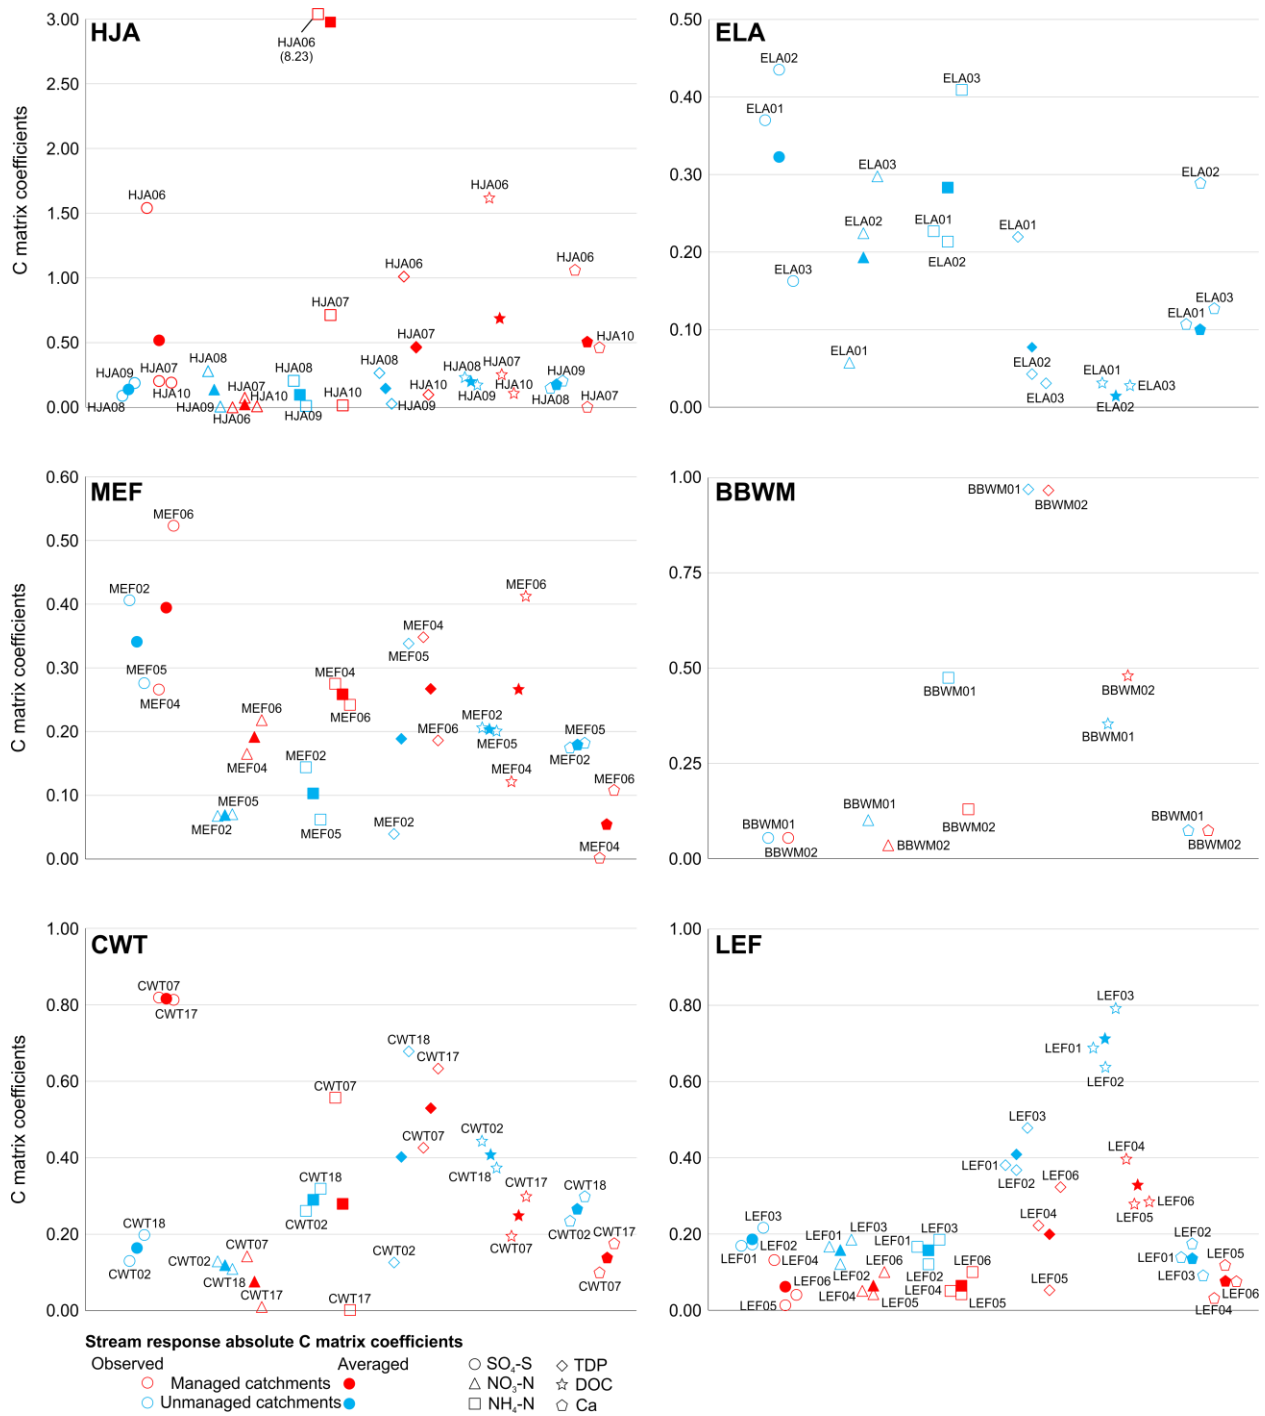 HJA
C matrix coefficients
3.00
2.50
2.00
1.50
1.00
0.50
0.00
HJA06
(8.23)
HJA06
HJA09
HJA08
HJA07
HJA10
HJA08
HJA09
HJA07
HJA10
HJA06
HJA08
HJA09
HJA07
HJA10
HJA06
HJA08
HJA07
HJA10
HJA09
HJA06
HJA08
HJA09
HJA07
HJA10
HJA06
HJA09
HJA08
HJA10
HJA07
ELA
0.50
0.40
0.30
0.20
0.10
0.00
ELA02
ELA01
ELA03
ELA03
ELA02
ELA01
ELA03
ELA01
ELA02
ELA01
ELA02
ELA03
ELA01
ELA03
ELA02
ELA02
ELA03
ELA01
MEF
C matrix coefficients
0.60
0.50
0.40
0.30
0.20
0.10
0.00
MEF06
MEF02
MEF05
MEF04
MEF06
MEF04
MEF05
MEF02
MEF04
MEF06
MEF02
MEF05
MEF04
MEF05
MEF06
MEF02
MEF06
MEF02
MEF05
MEF04
MEF05
MEF02
MEF06
MEF04
BBWM
1.00
0.75
0.50
0.25
0.00
BBWM01
BBWM02
BBWM01
BBWM02
BBWM01
BBWM02
BBWM01
BBWM02
BBWM02
BBWM01
BBWM01
BBWM02
CWT
C matrix coefficients
1.00
0.80
0.60
0.40
0.20
0.00
CWT07
CWT17
CWT18
CWT02
CWT02
CWT18
CWT07
CWT17
CWT07
CWT18
CWT02
CWT17
CWT18
CWT17
CWT07
CWT02
CWT02
CWT18
CWT17
CWT07
CWT18
CWT02
CWT17
CWT07
LEF
1.00
0.80
0.60
0.40
0.20
0.00
LEF03
LEF01
LEF02
LEF04
LEF06
LEF05
LEF01
LEF03
LEF02
LEF06
LEF04
LEF05
LEF01
LEF03
LEF02
LEF06
LEF04
LEF05
LEF03
LEF01
LEF02
LEF06
LEF04
LEF05
LEF03
LEF01
LEF02
LEF04
LEF06
LEF05
LEF02
LEF01
LEF03
LEF05
LEF06
LEF04
Stream response absolute C matrix coefficients
Observed Averaged
Managed catchments
Unmanaged catchments
SO₄-S
NO₃-N
NH₄-N
TDP
DOC
Ca